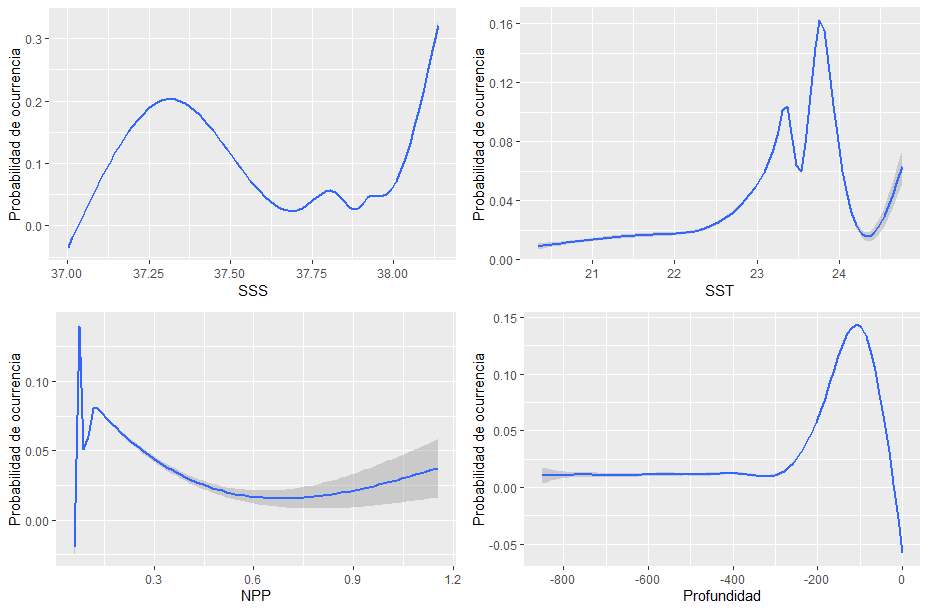 Probabilidad de ocurrencia
0.3
0.2
0.1
0.0
37.00 37.25 37.50 37.75 38.00
SSS
Probabilidad de ocurrencia
0.16
0.12
0.08
0.04
0.00
21 22 23 24
SST
Probabilidad de ocurrencia
0.10
0.05
0.00
0.3 0.6 0.9 1.2
NPP
Probabilidad de ocurrencia
0.15
0.10
0.05
0.00
-0.05
-800 -600 -400 -200 0
Profundidad